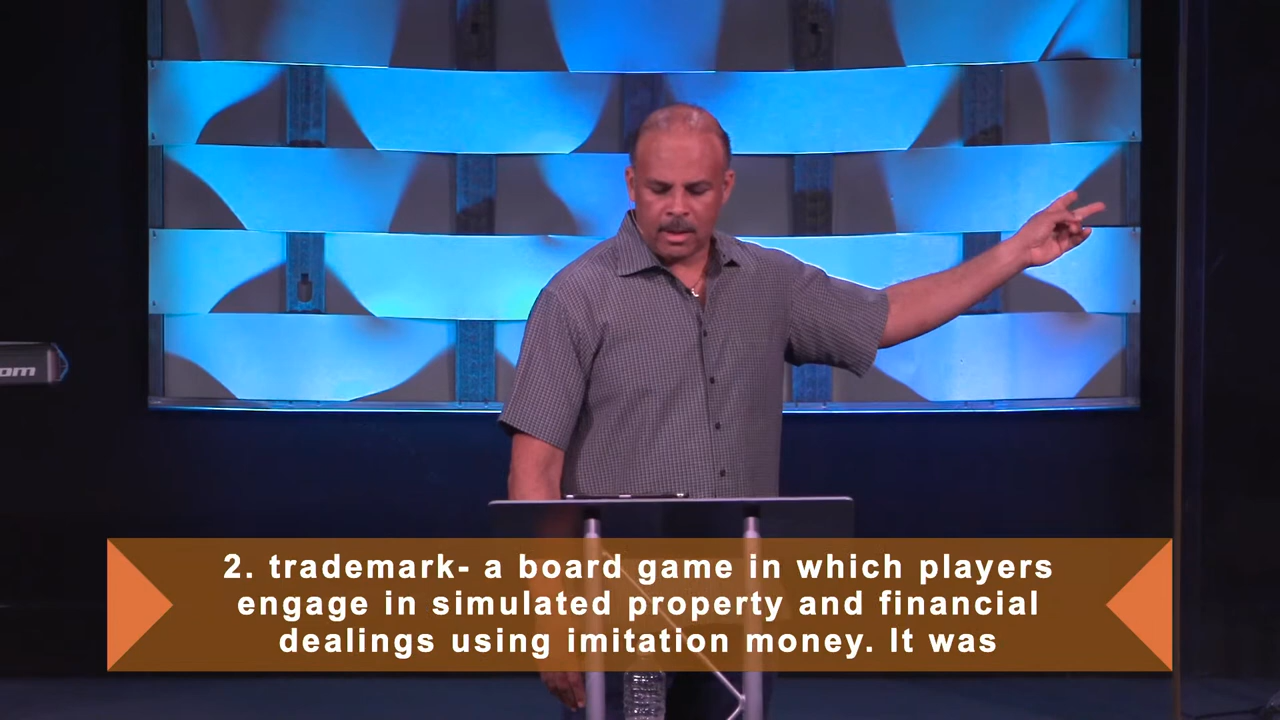 om
2. trademark- a board game in which players
engage in simulated property and financial
dealings using imitation money. It was